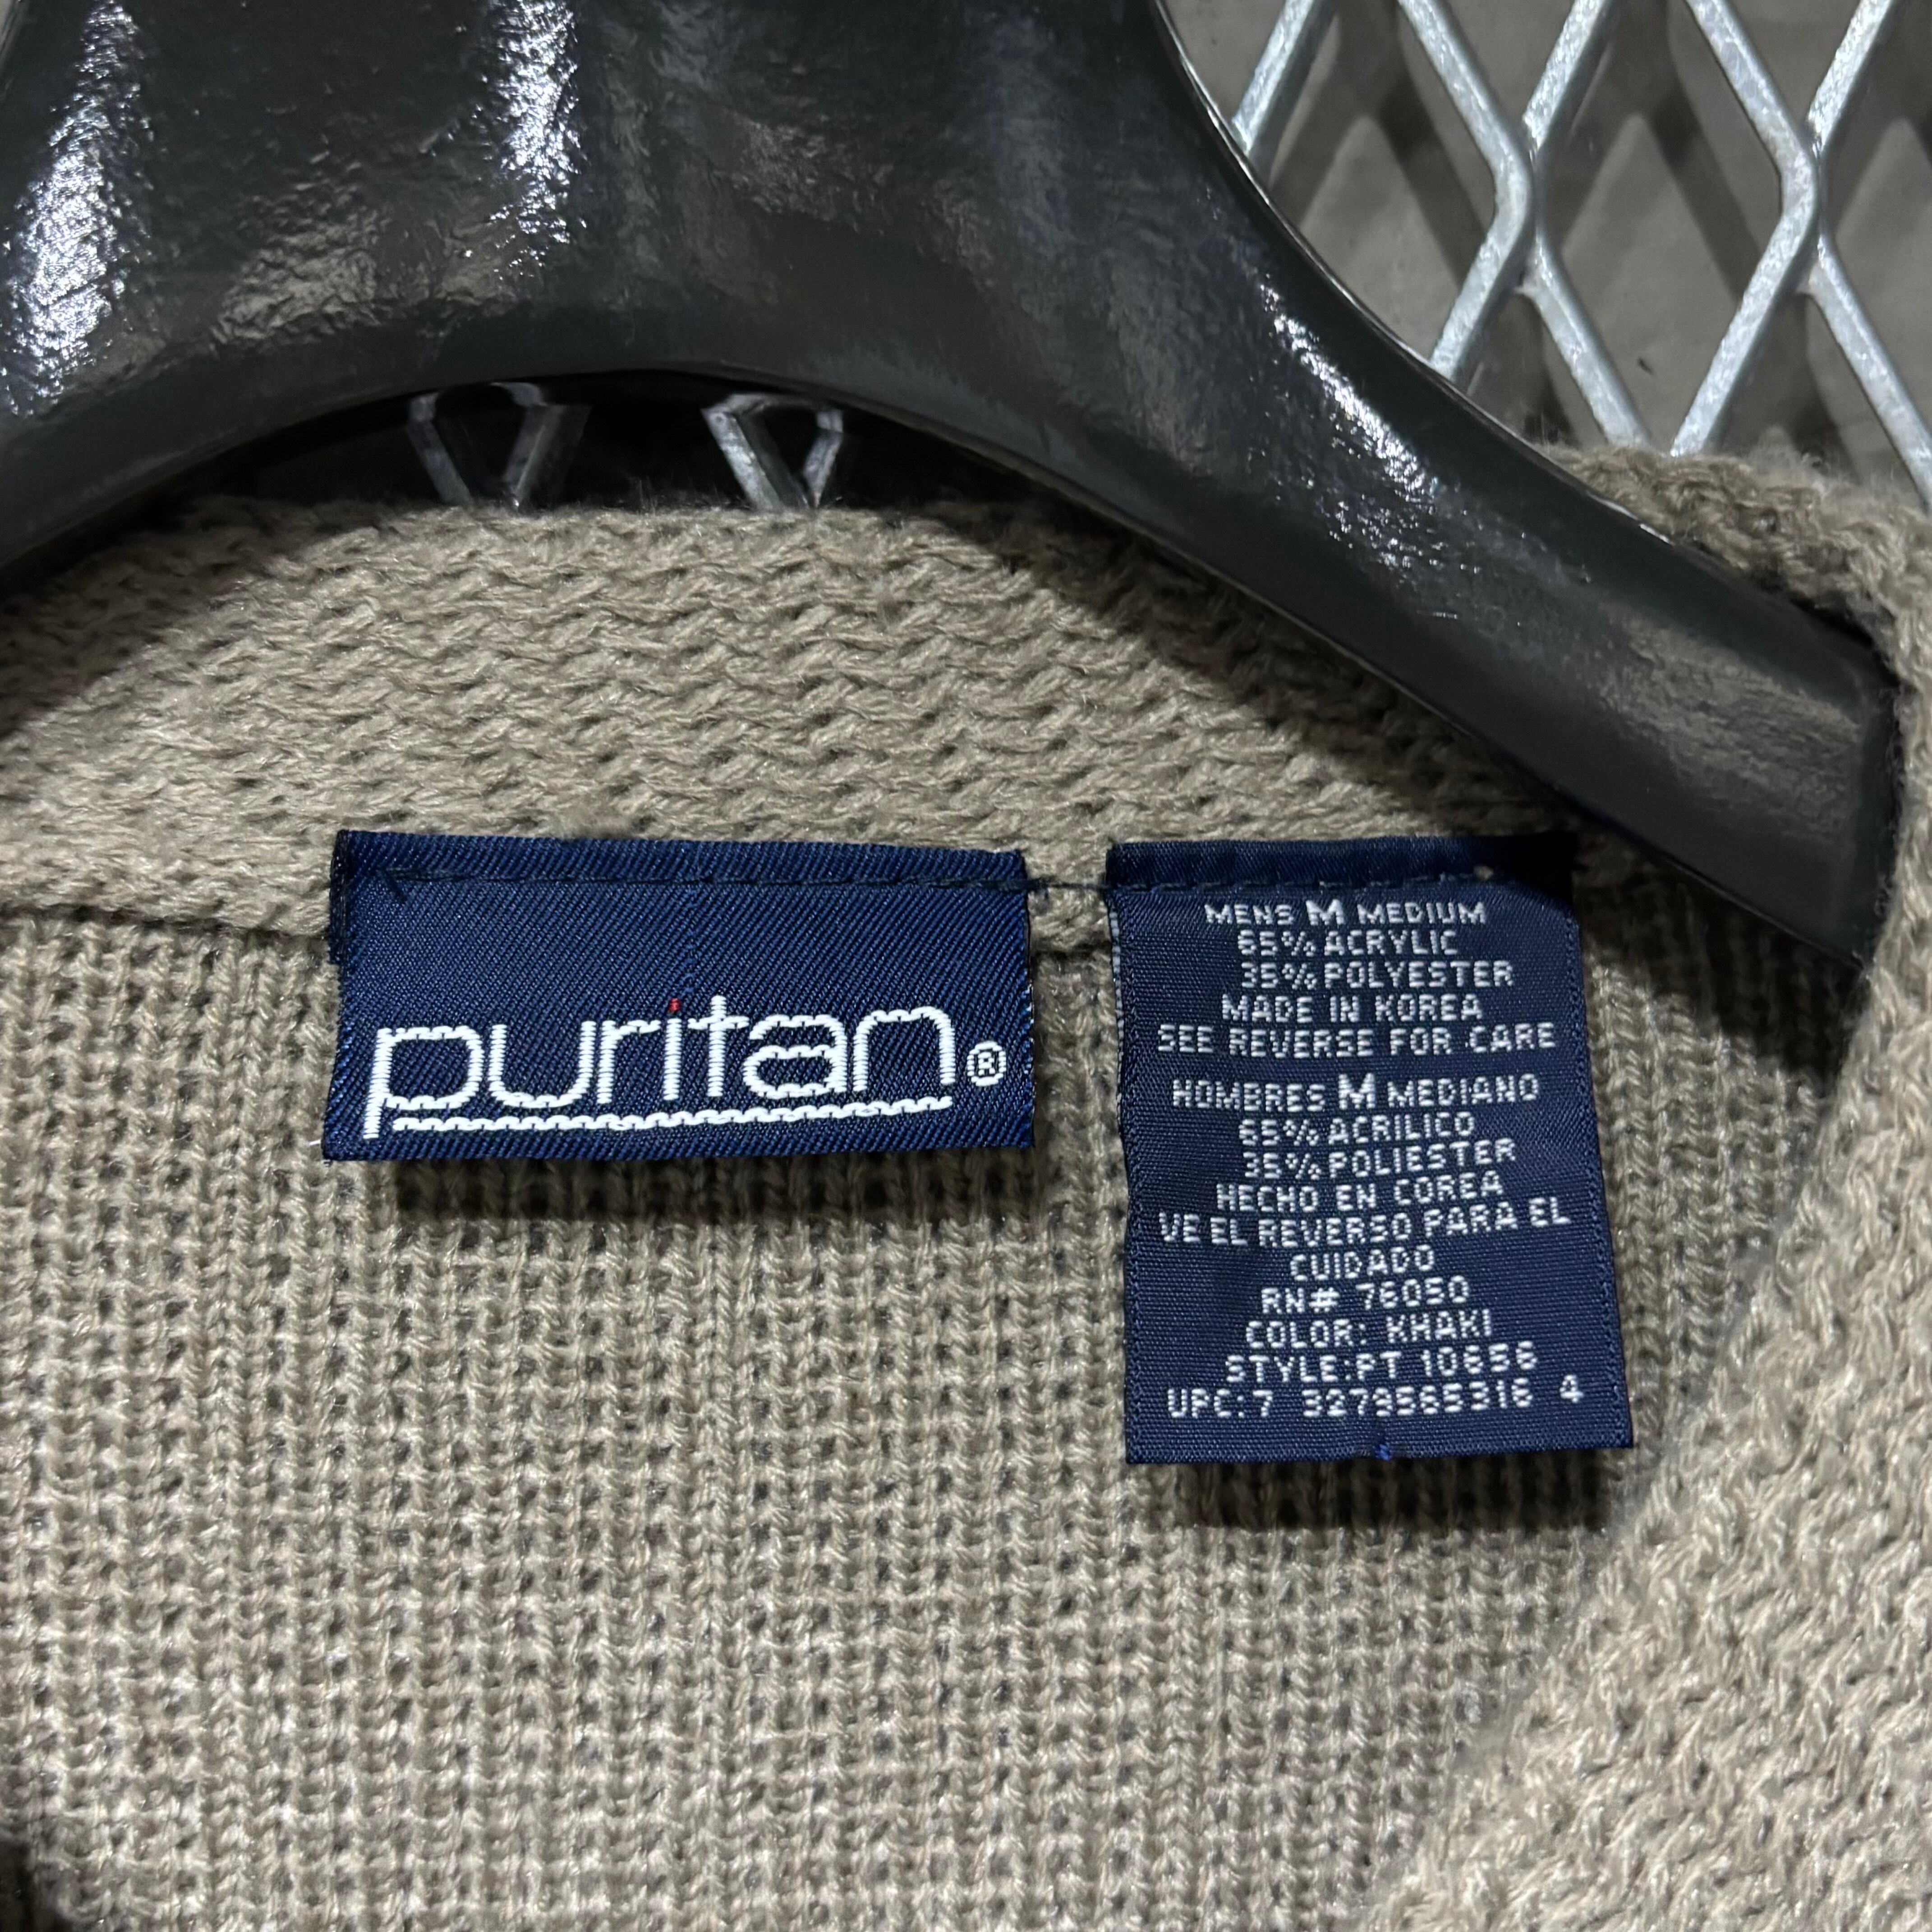 puritan®
MENS M MEDIUM
65% ACRYLIC
35% POLYESTER
MADE IN KOREA
SEE REVERSE FOR CARE
HOMBRES M MEDIANO
65% ACRILICO
35% POLIESTER
HECHO EN COREA
VE EL REVERSO PARA EL
CUIDADO
RN# 76050
COLOR: KHAKI
STYLE:PT 10656
UPC:7 3279565316 4